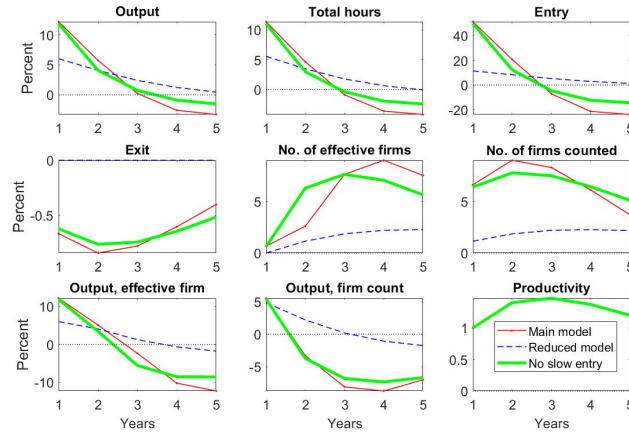 Output
Total hours
Entry
Percent
10
5
0
1 2 3 4 5
10
5
0
1 2 3 4 5
40
20
0
-20
1 2 3 4 5
Exit
No. of effective firms
No. of firms counted
Percent
0
-0.5
1 2 3 4 5
5
0
1 2 3 4 5
5
0
1 2 3 4 5
Output, effective firm
Output, firm count
Productivity
Percent
10
0
-10
1 2 3 4 5
Years
5
0
-5
1 2 3 4 5
Years
1
0.5
0
1 2 3 4 5
Years
Main model
Reduced model
No slow entry